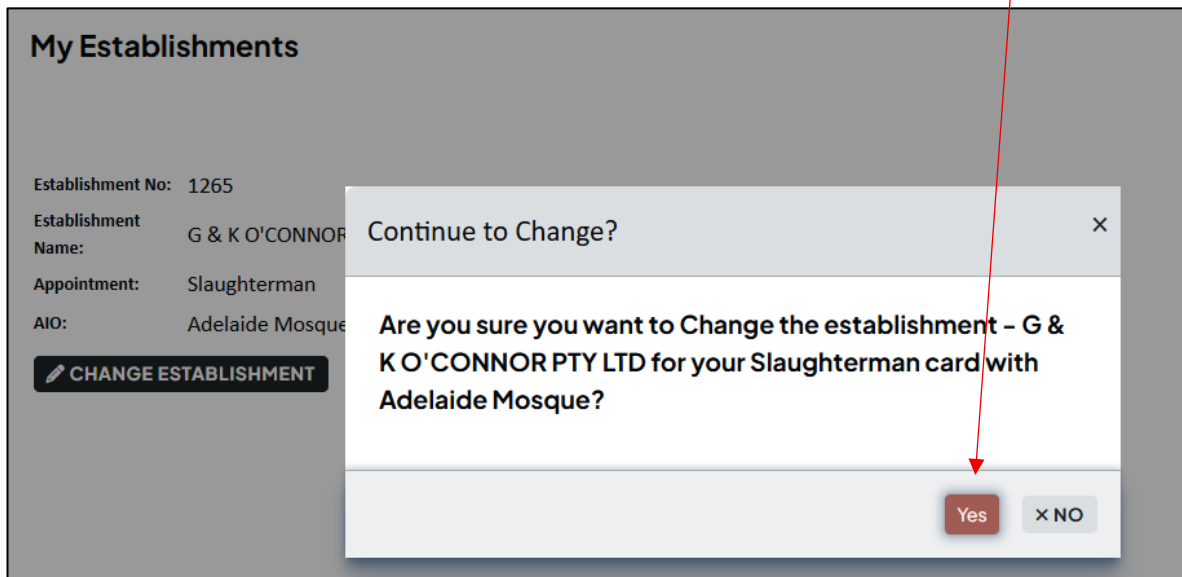 My Establishments
Establishment No: 1265
Establishment
Name: G & K O'CONNOR
Appointment: Slaughterman
AIO: Adelaide Mosque
CHANGE ESTABLISHMENT
Continue to Change? ×
Are you sure you want to Change the establishment – G &
K O'CONNOR PTY LTD for your Slaughterman card with
Adelaide Mosque?
Yes × NO